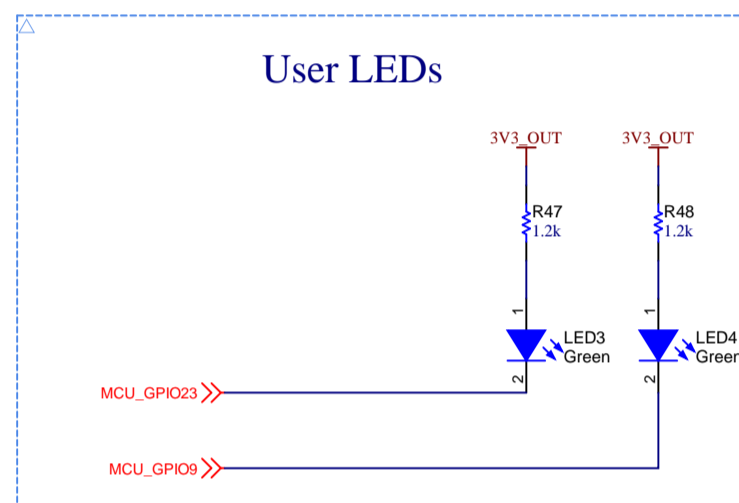 User LEDs
3V3_OUT
3V3_OUT
R47
1.2k
R48
1.2k
1
1
LED3
Green
LED4
Green
2
2
MCU_GPIO23
MCU_GPIO9